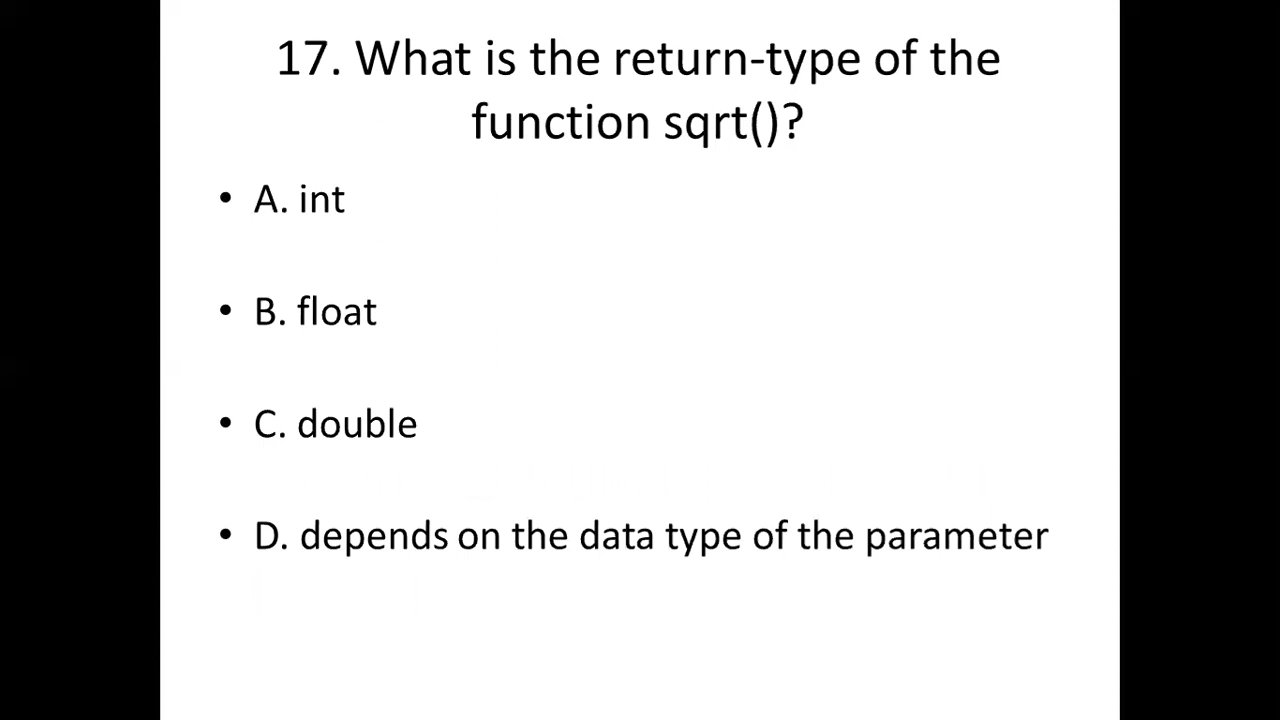 17. What is the return-type of the
function sqrt()?
• A. int
• B. float
• C. double
• D. depends on the data type of the parameter